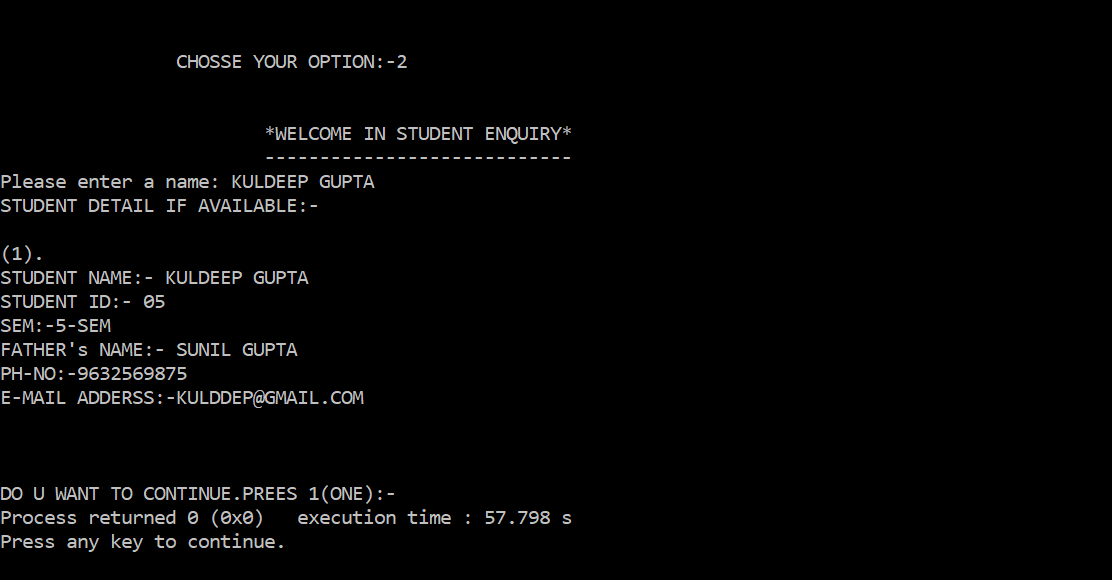 CHOSSE YOUR OPTION:-2
*WELCOME IN STUDENT ENQUIRY*
----------------------------
Please enter a name: KULDEEP GUPTA
STUDENT DETAIL IF AVAILABLE:-
(1).
STUDENT NAME:- KULDEEP GUPTA
STUDENT ID:- 05
SEM:-5-SEM
FATHER's NAME:- SUNIL GUPTA
PH-NO:-9632569875
E-MAIL ADDERSS:-KULDDEP@GMAIL.COM
DO U WANT TO CONTINUE.PREES 1(ONE):-
Process returned 0 (0x0)   execution time : 57.798 s
Press any key to continue.